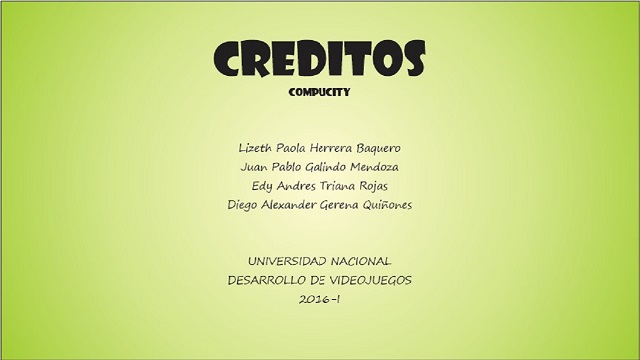 CREDITOS
COMPUCITY
Lizeth Paola Herrera Baquero
Juan Pablo Galindo Mendoza
Edy Andres Triana Rojas
Diego Alexander Gerena Quiñones
UNIVERSIDAD NACIONAL
DESARROLLO DE VIDEOJUEGOS
2016-I